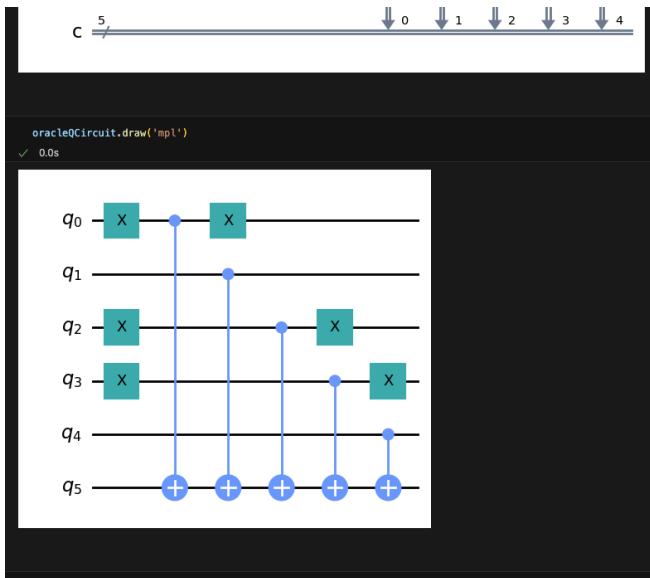 5 0 1 2 3 4
c
oracleQCircuit.draw('mpl')
✓ 0.0s
q0 X X
q1
q2 X X
q3 X X
q4
q5